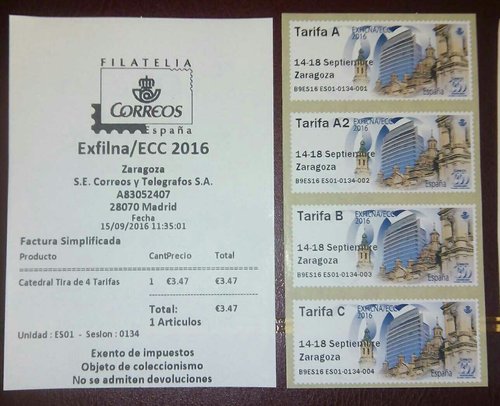 FILATELIA
CORREOS
España
Exfilna/ECC 2016
Zaragoza
S.E. Correos y Telegrafos S.A.
A83052407
28070 Madrid
Fecha
15/09/2016 11:35:01
Factura Simplificada
Producto CantPrecio Total
Catedral Tira de 4 Tarifas 1 €3.47 €3.47
Total: €3.47
1 Articulos
Unidad : ES01 - Sesion : 0134
Exento de impuestos
Objeto de coleccionismo
No se admiten devoluciones
Tarifa A
EXFILNA/ECC
2016
14-18 Septiembre
Zaragoza
B9ES16 ES01-0134-001
España
Tarifa A2
EXFILNA/ECC
2016
14-18 Septiembre
Zaragoza
B9ES16 ES01-0134-002
España
Tarifa B
EXFILNA/ECC
2016
14-18 Septiembre
Zaragoza
B9ES16 ES01-0134-003
España
Tarifa C
EXFILNA/ECC
2016
14-18 Septiembre
Zaragoza
B9ES16 ES01-0134-004
España